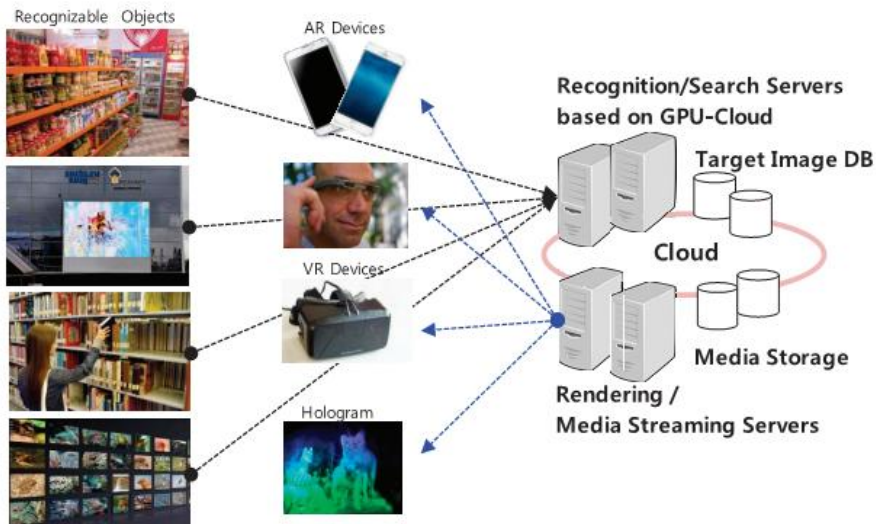 Recognizable Objects
AR Devices
VR Devices
Hologram
Recognition/Search Servers
based on GPU-Cloud
Target Image DB
Cloud
Media Storage
Rendering /
Media Streaming Servers